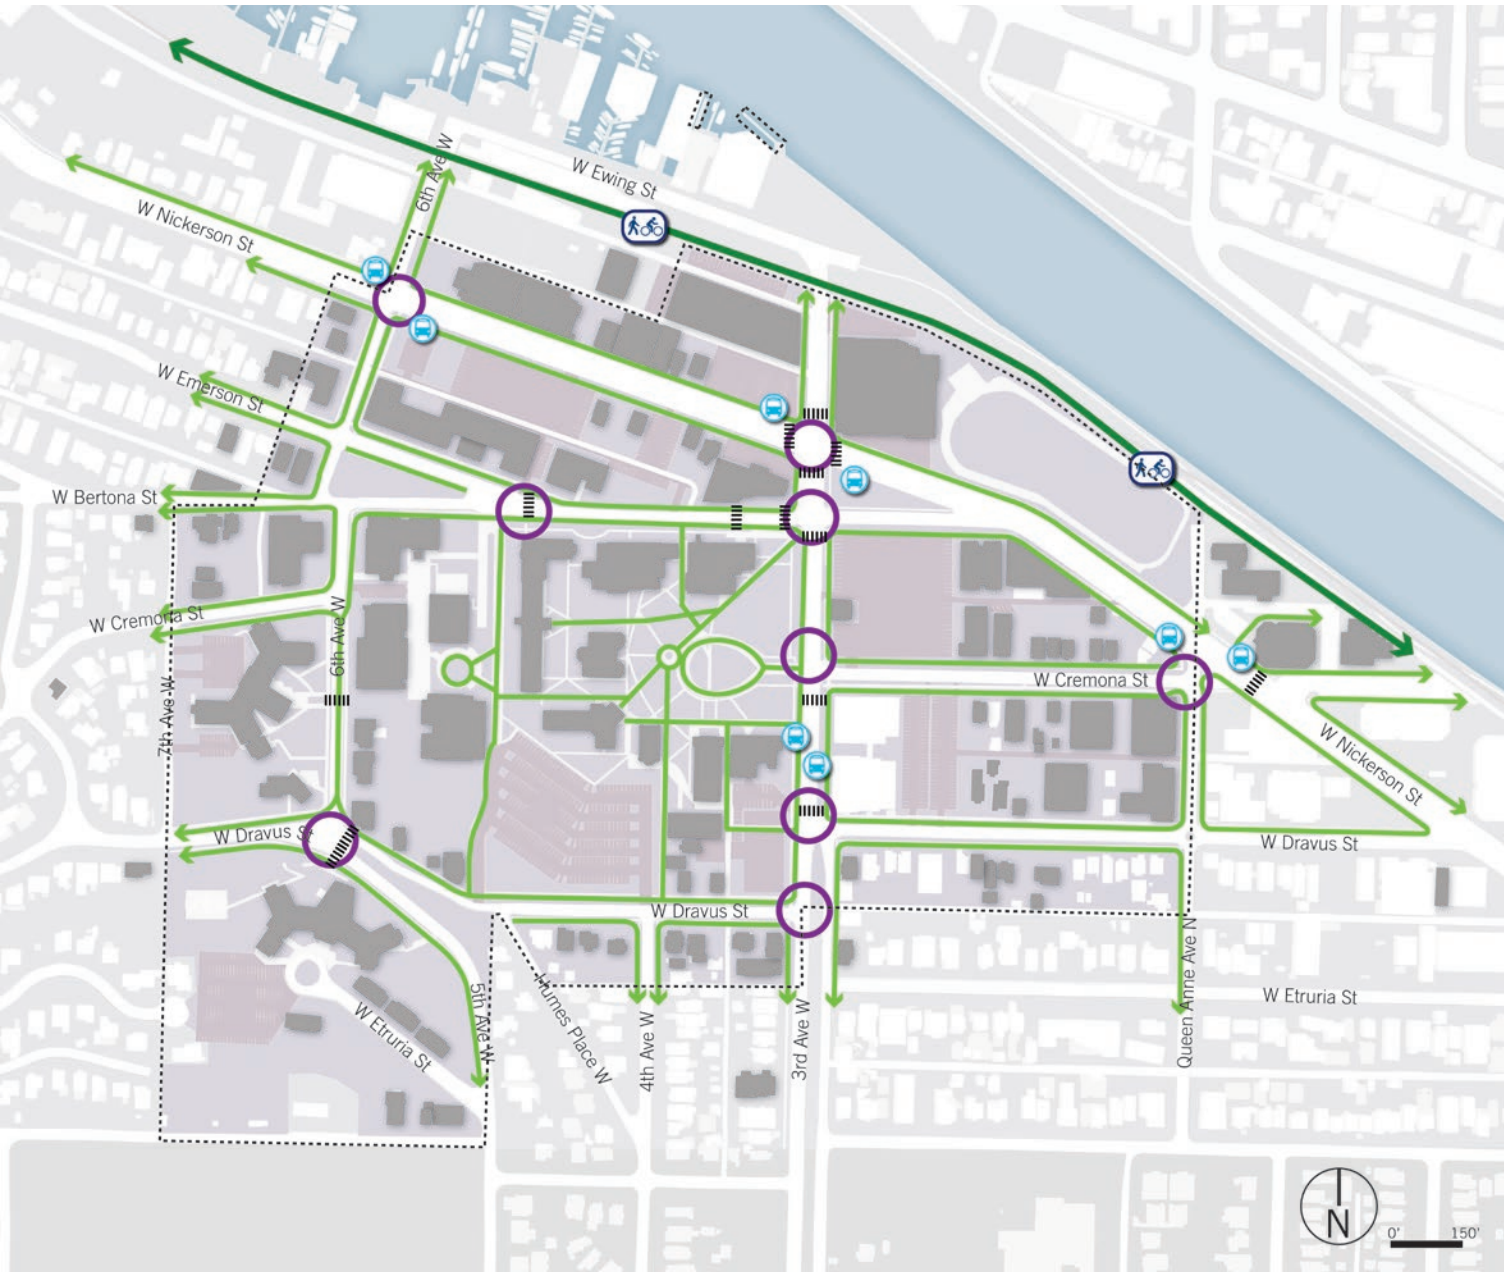 6th Ave W
W Ewing St
W Nickerson St
W Emerson St
W Bertona St
W Cremona St
6th Ave W
7th Ave W
W Cremona St
W Nickerson St
W Dravus St
W Dravus St
W Dravus St
5th Ave W
W Etruria St
Humes Place W
4th Ave W
3rd Ave W
Queen Anne Ave N
W Etruria St
N
0' 150'